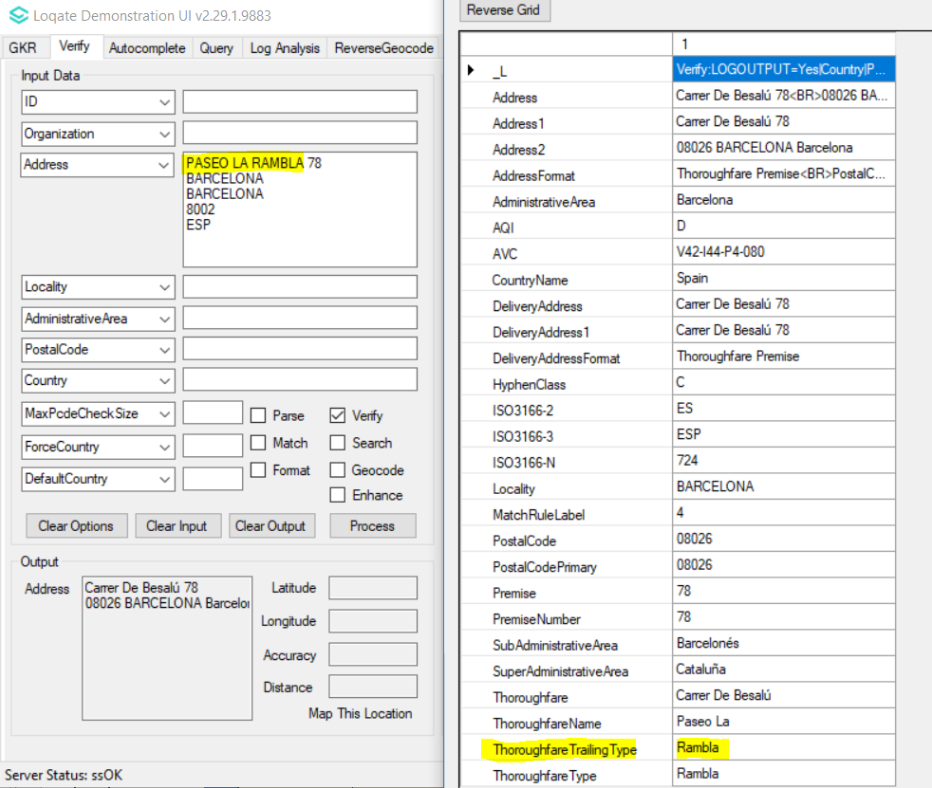 Loqate Demonstration UI v2.29.1.9883
GKR Verify Autocomplete Query Log Analysis ReverseGeocode
Input Data
ID
Organization
Address
PASEO LA RAMBLA 78
BARCELONA
BARCELONA
8002
ESP
Locality
AdministrativeArea
PostalCode
Country
MaxPcdeCheckSize Parse Verify
ForceCountry Match Search
DefaultCountry Format Geocode
Enhance
Clear Options Clear Input Clear Output Process
Output
Address
Carrer De Besalú 78
08026 BARCELONA Barcelo
Latitude
Longitude
Accuracy
Distance
Map This Location
Server Status: ssOK
Reverse Grid
1
_L Verify:LOGOUTPUT=Yes|Country|P...
Address Carrer De Besalú 78<BR>08026 BA...
Address1 Carrer De Besalú 78
Address2 08026 BARCELONA Barcelona
AddressFormat Thoroughfare Premise<BR>PostalC...
AdministrativeArea Barcelona
AQI D
AVC V42-I44-P4-080
CountryName Spain
DeliveryAddress Carrer De Besalú 78
DeliveryAddress1 Carrer De Besalú 78
DeliveryAddressFormat Thoroughfare Premise
HyphenClass C
ISO3166-2 ES
ISO3166-3 ESP
ISO3166-N 724
Locality BARCELONA
MatchRuleLabel 4
PostalCode 08026
PostalCodePrimary 08026
Premise 78
PremiseNumber 78
SubAdministrativeArea Barcelonés
SuperAdministrativeArea Cataluña
Thoroughfare Carrer De Besalú
ThoroughfareName Paseo La
ThoroughfareTrailingType Rambla
ThoroughfareType Rambla